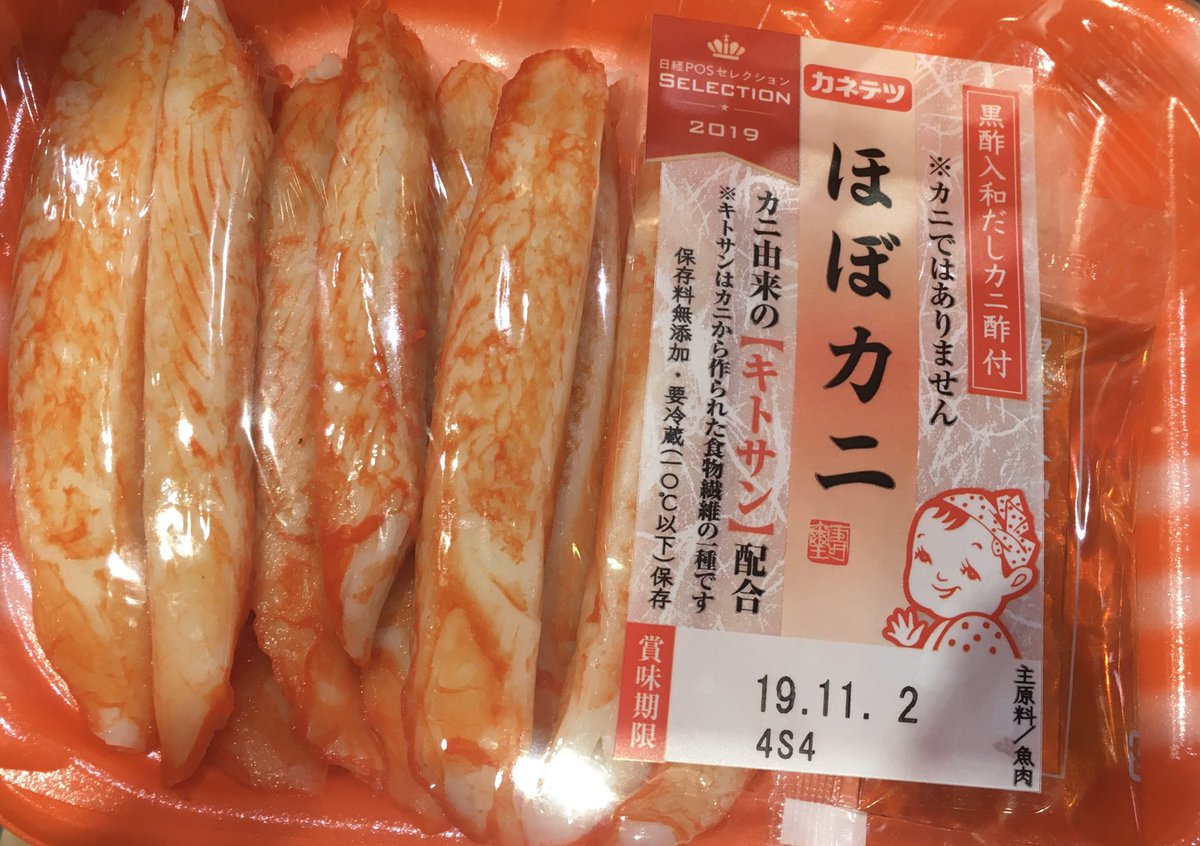 日経POSセレクション
SELECTION
2019
カネテツ
黒酢入和だしカニ酢付
※カニではありません
ほぼカニ
カニ由来の【キトサン】配合
※キトサンはカニから作られた食物繊維の一種です
保存料無添加・要冷蔵(一〇℃以下)保存
賞味期限
19.11. 2
4S4
主原料/魚肉